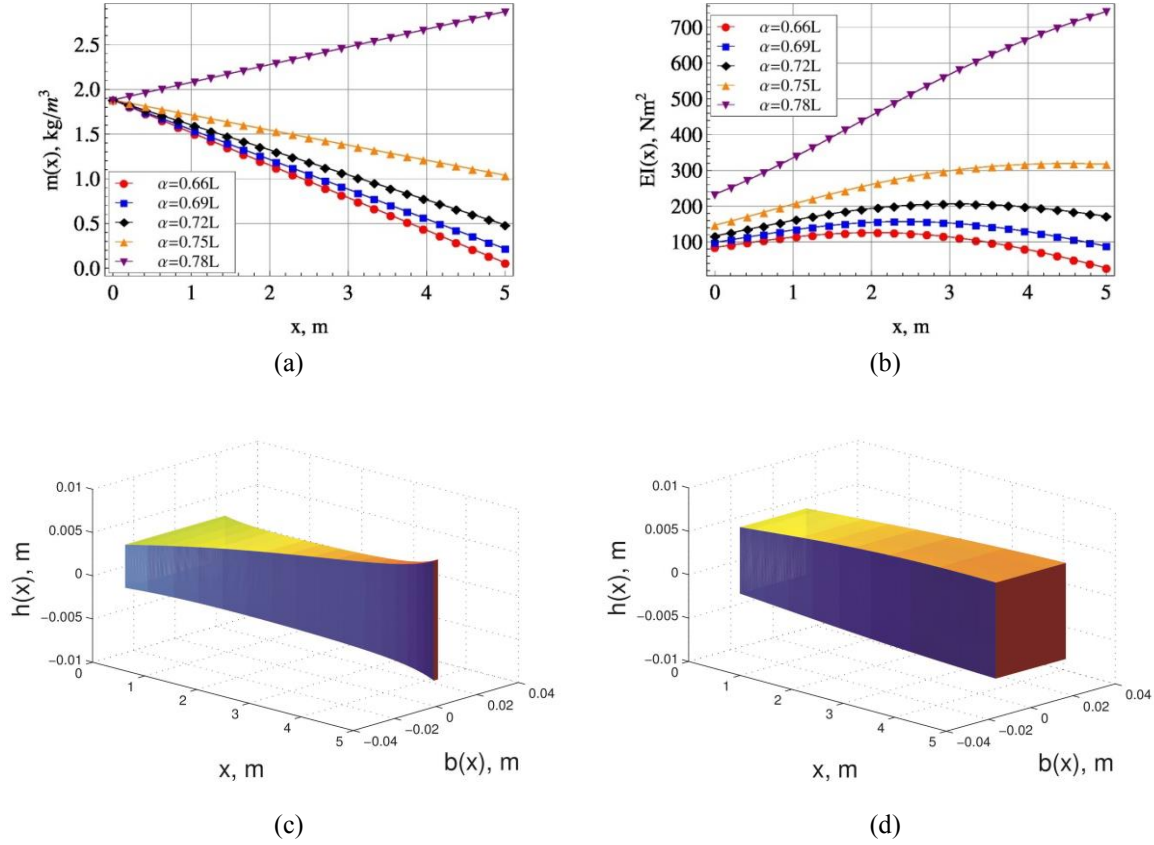 m(x), kg/m³
2.5
2.0
1.5
1.0
0.5
0.0
α=0.66L
α=0.69L
α=0.72L
α=0.75L
α=0.78L
0 1 2 3 4 5
x, m
(a)
EI(x), Nm²
700
600
500
400
300
200
100
α=0.66L
α=0.69L
α=0.72L
α=0.75L
α=0.78L
0 1 2 3 4 5
x, m
(b)
h(x), m
0.01
0.005
0
−0.005
−0.01
0 1 2 3 4 5
x, m
−0.04 −0.02 0 0.02 0.04
b(x), m
(c)
h(x), m
0.01
0.005
0
−0.005
−0.01
0 1 2 3 4 5
x, m
−0.04 −0.02 0 0.02 0.04
b(x), m
(d)